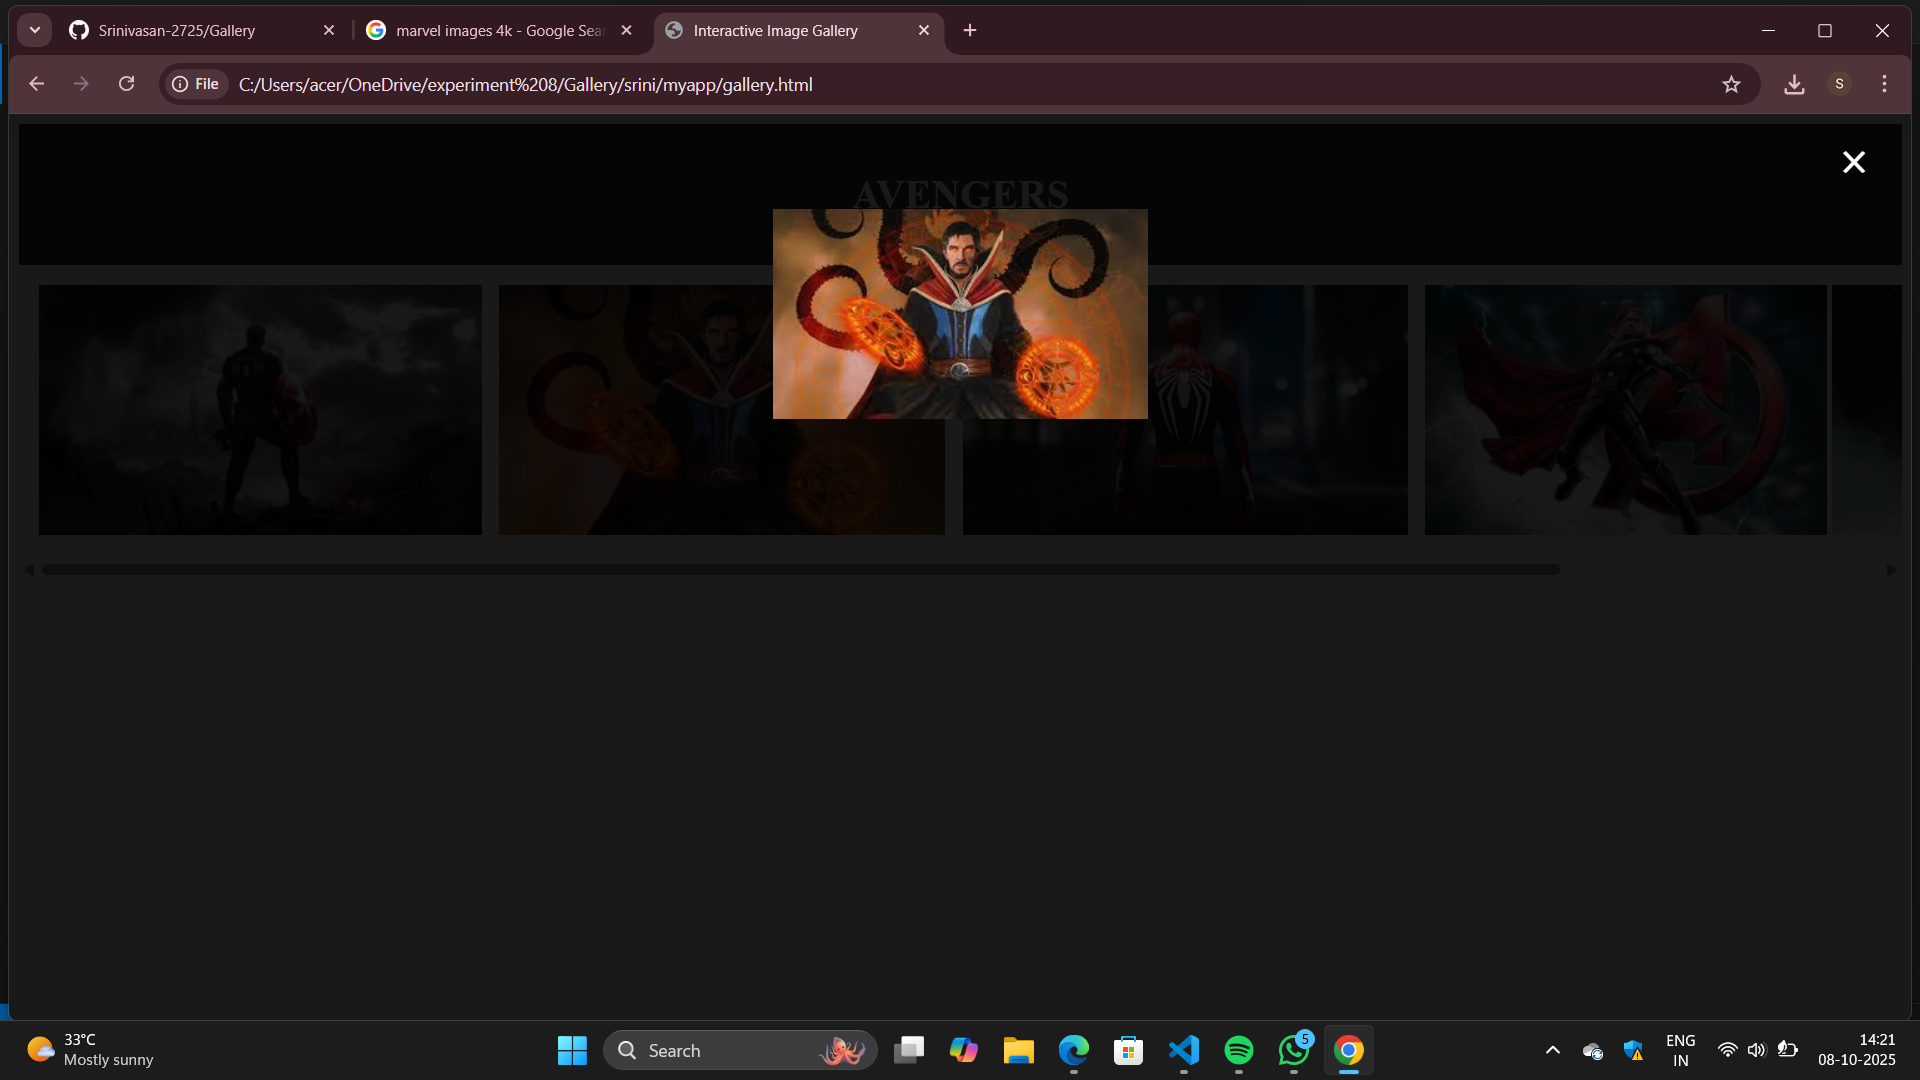 Srinivasan-2725/Gallery
marvel images 4k - Google Sea
Interactive Image Gallery
File
C:/Users/acer/OneDrive/experiment%208/Gallery/srini/myapp/gallery.html
S
AVENGERS
33°C
Mostly sunny
Search
5
ENG
IN
14:21
08-10-2025